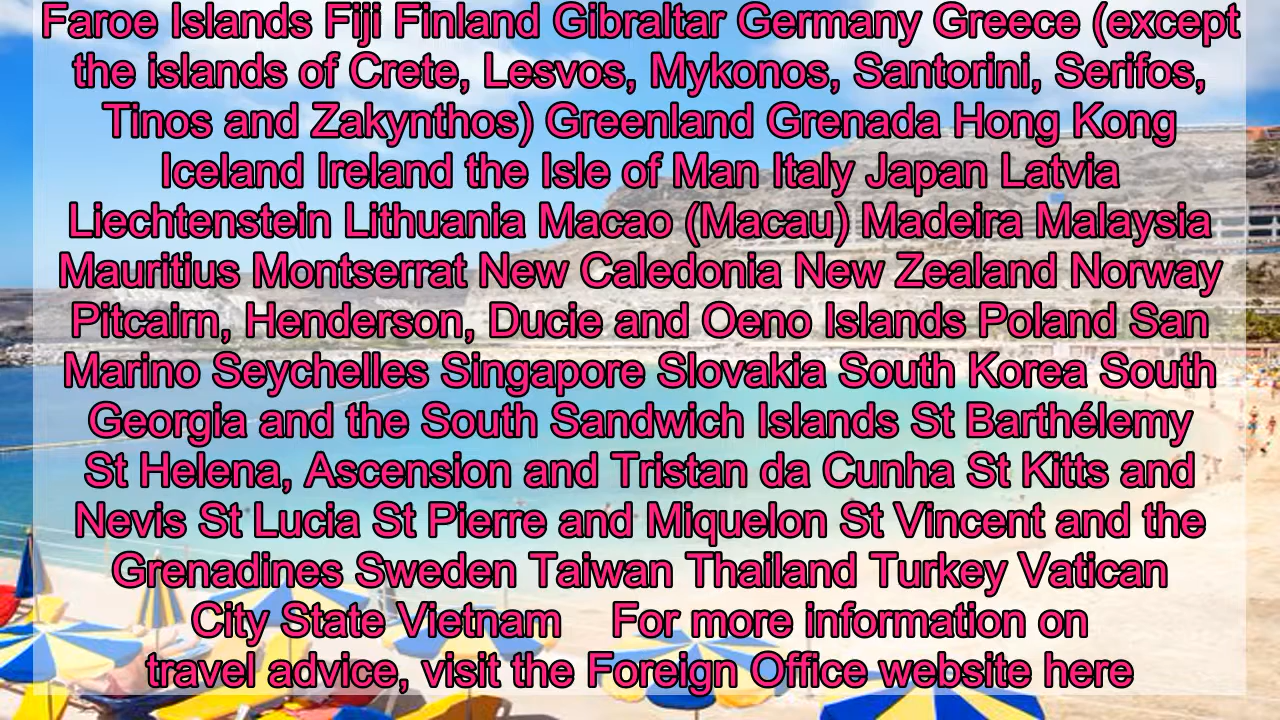 Faroe Islands Fiji Finland Gibraltar Germany Greece (except
the islands of Crete, Lesvos, Mykonos, Santorini, Serifos,
Tinos and Zakynthos) Greenland Grenada Hong Kong
Iceland Ireland the Isle of Man Italy Japan Latvia
Liechtenstein Lithuania Macao (Macau) Madeira Malaysia
Mauritius Montserrat New Caledonia New Zealand Norway
Pitcairn, Henderson, Ducie and Oeno Islands Poland San
Marino Seychelles Singapore Slovakia South Korea South
Georgia and the South Sandwich Islands St Barthélemy
St Helena, Ascension and Tristan da Cunha St Kitts and
Nevis St Lucia St Pierre and Miquelon St Vincent and the
Grenadines Sweden Taiwan Thailand Turkey Vatican
City State Vietnam    For more information on
travel advice, visit the Foreign Office website here